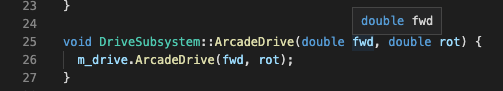 23 }
double fwd
24
25 void DriveSubsystem::ArcadeDrive(double fwd, double rot) {
26 m_drive.ArcadeDrive(fwd, rot);
27 }